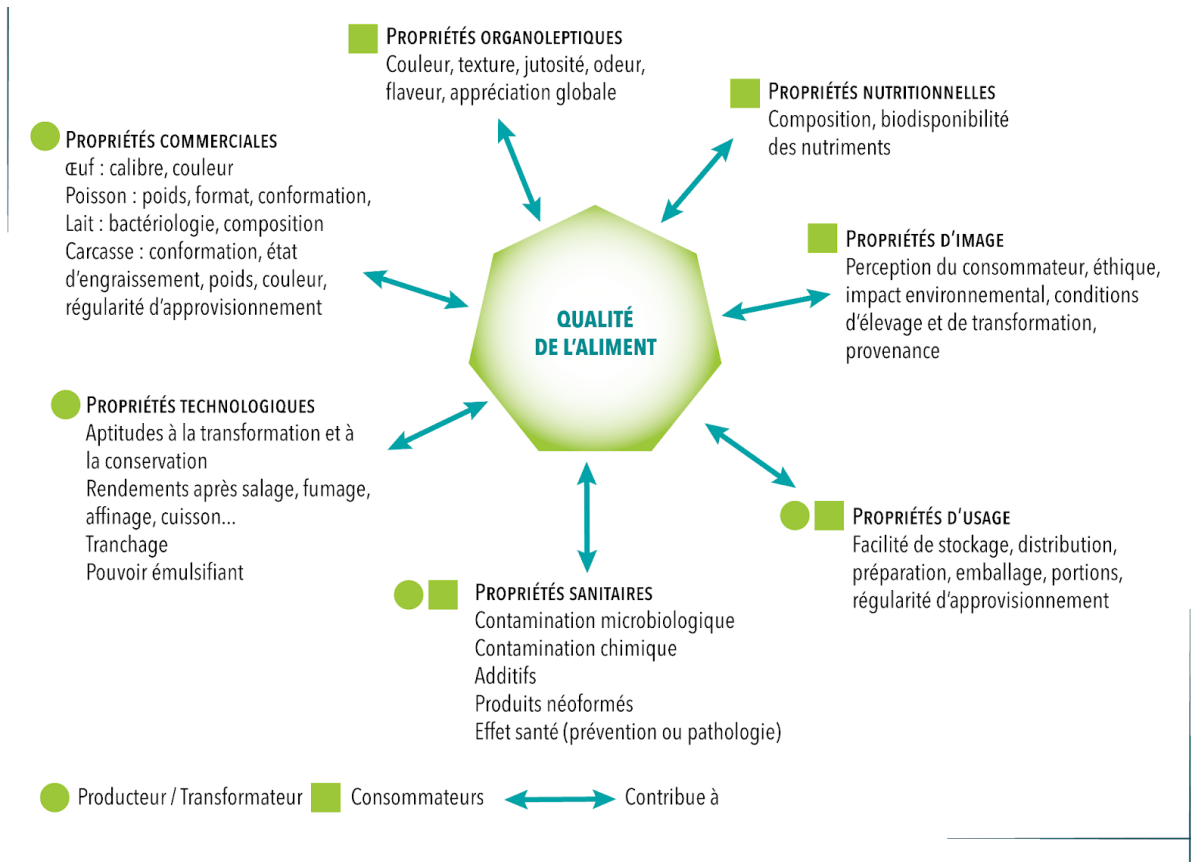 PROPRIÉTÉS ORGANOLEPTIQUES
Couleur, texture, jutosité, odeur,
flaveur, appréciation globale
PROPRIÉTÉS NUTRITIONNELLES
Composition, biodisponibilité
des nutriments
PROPRIÉTÉS COMMERCIALES
Œuf : calibre, couleur
Poisson : poids, format, conformation,
Lait : bactériologie, composition
Carcasse : conformation, état
d'engraissement, poids, couleur,
régularité d'approvisionnement
PROPRIÉTÉS D'IMAGE
Perception du consommateur, éthique,
impact environnemental, conditions
d'élevage et de transformation,
provenance
QUALITÉ
DE L'ALIMENT
PROPRIÉTÉS TECHNOLOGIQUES
Aptitudes à la transformation et à
la conservation
Rendements après salage, fumage,
affinage, cuisson...
Tranchage
Pouvoir émulsifiant
PROPRIÉTÉS D'USAGE
Facilité de stockage, distribution,
préparation, emballage, portions,
régularité d'approvisionnement
PROPRIÉTÉS SANITAIRES
Contamination microbiologique
Contamination chimique
Additifs
Produits néoformés
Effet santé (prévention ou pathologie)
Producteur / Transformateur
Consommateurs
Contribue à